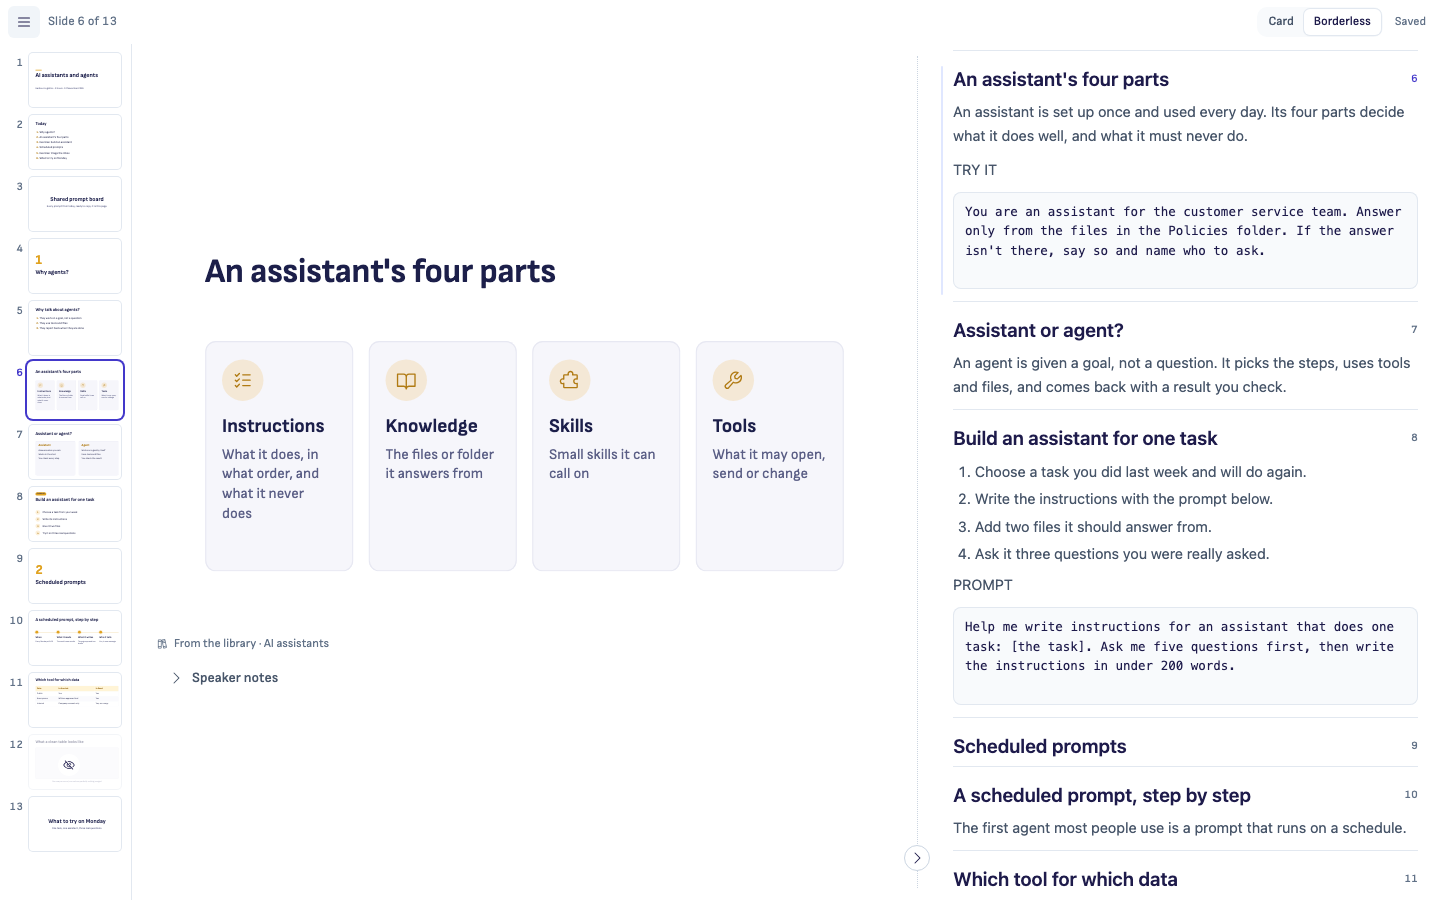 Slide 6 of 13
Card
Borderless
Saved
1
AI assistants and agents
2
Today
3
Shared prompt board
4
1
Why agents?
5
Why talk about agents?
6
An assistant's four parts
7
Assistant or agent?
Assistant
Agent
8
Build an assistant for one task
9
2
Scheduled prompts
10
A scheduled prompt, step by step
11
Which tool for which data
12
13
What to try on Monday
An assistant's four parts
Instructions
What it does, in
what order, and
what it never
does
Knowledge
The files or folder
it answers from
Skills
Small skills it can
call on
Tools
What it may open,
send or change
From the library · AI assistants
Speaker notes
An assistant's four parts
6
An assistant is set up once and used every day. Its four parts decide
what it does well, and what it must never do.
TRY IT
You are an assistant for the customer service team. Answer
only from the files in the Policies folder. If the answer
isn't there, say so and name who to ask.
Assistant or agent?
7
An agent is given a goal, not a question. It picks the steps, uses tools
and files, and comes back with a result you check.
Build an assistant for one task
8
1. Choose a task you did last week and will do again.
2. Write the instructions with the prompt below.
3. Add two files it should answer from.
4. Ask it three questions you were really asked.
PROMPT
Help me write instructions for an assistant that does one
task: [the task]. Ask me five questions first, then write
the instructions in under 200 words.
Scheduled prompts
9
A scheduled prompt, step by step
10
The first agent most people use is a prompt that runs on a schedule.
Which tool for which data
11